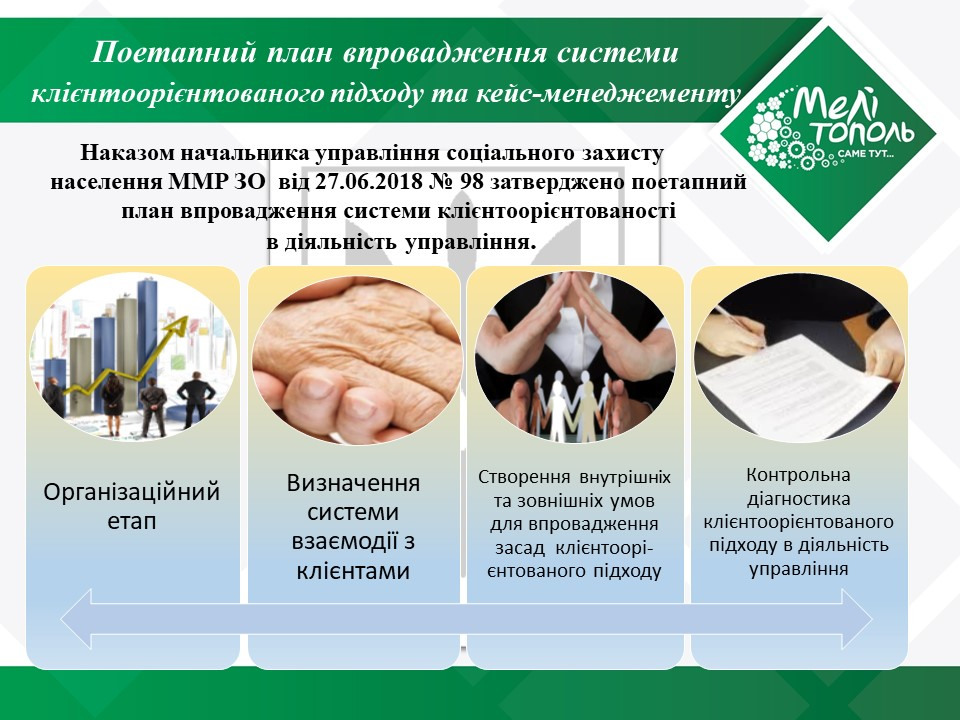 Поетапний план впровадження системи
клієнтоорієнтованого підходу та кейс-менеджементу
Мелі
тополь
САМЕ ТУТ...
Наказом начальника управління соціального захисту
населення ММР ЗО від 27.06.2018 № 98 затверджено поетапний
план впровадження системи клієнтоорієнтованості
в діяльність управління.
Організаційний
етап
Визначення
системи
взаємодії з
клієнтами
Створення внутрішніх
та зовнішніх умов
для впровадження
засад клієнтоорі-
єнтованого підходу
Контрольна
діагностика
клієнтоорієнтованого
підходу в діяльність
управління